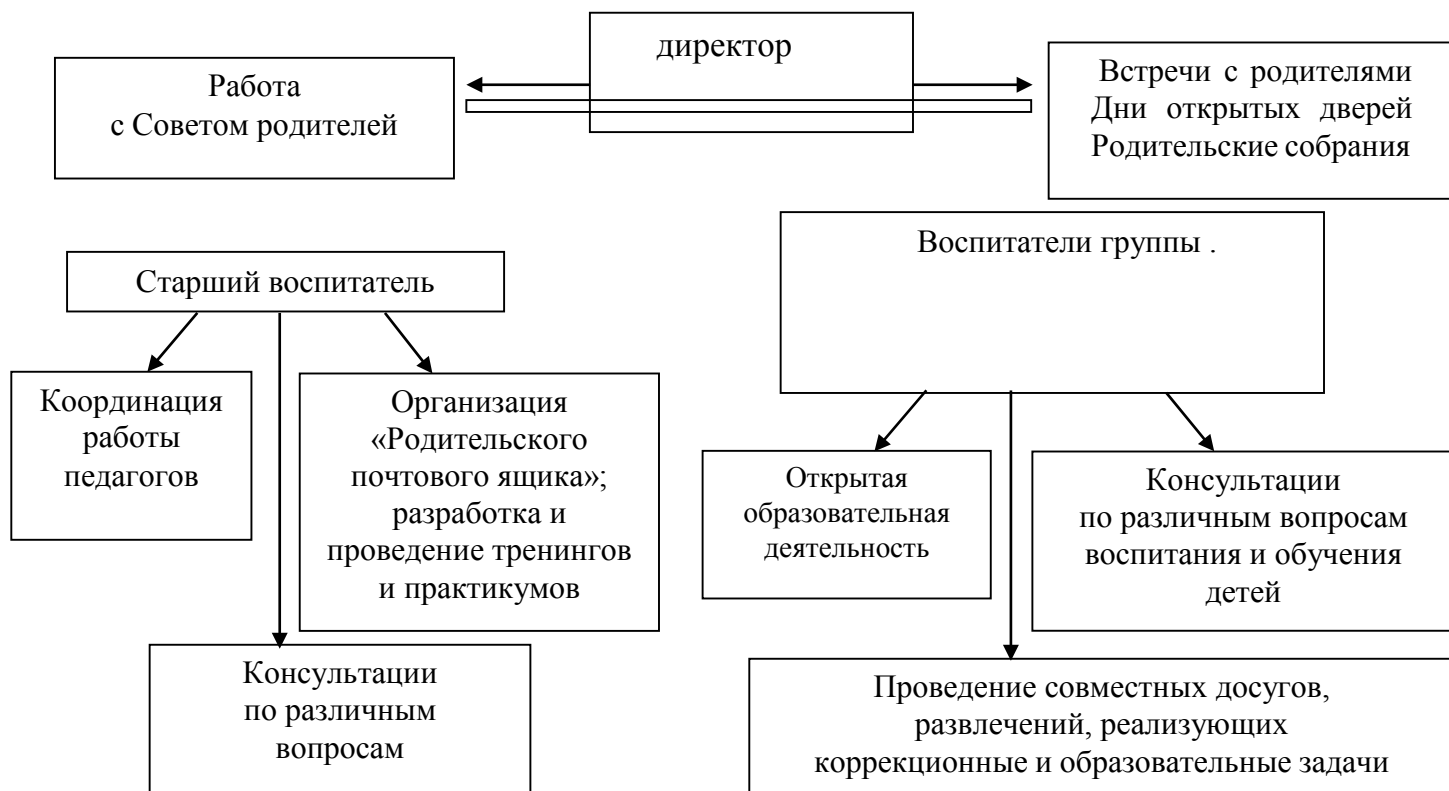 директор
Работа
с Советом родителей
Встречи с родителями
Дни открытых дверей
Родительские собрания
Старший воспитатель
Воспитатели группы .
Координация
работы
педагогов
Организация
«Родительского
почтового ящика»;
разработка и
проведение тренингов
и практикумов
Консультации
по различным
вопросам
Открытая
образовательная
деятельность
Консультации
по различным вопросам
воспитания и обучения
детей
Проведение совместных досугов,
развлечений, реализующих
коррекционные и образовательные задачи